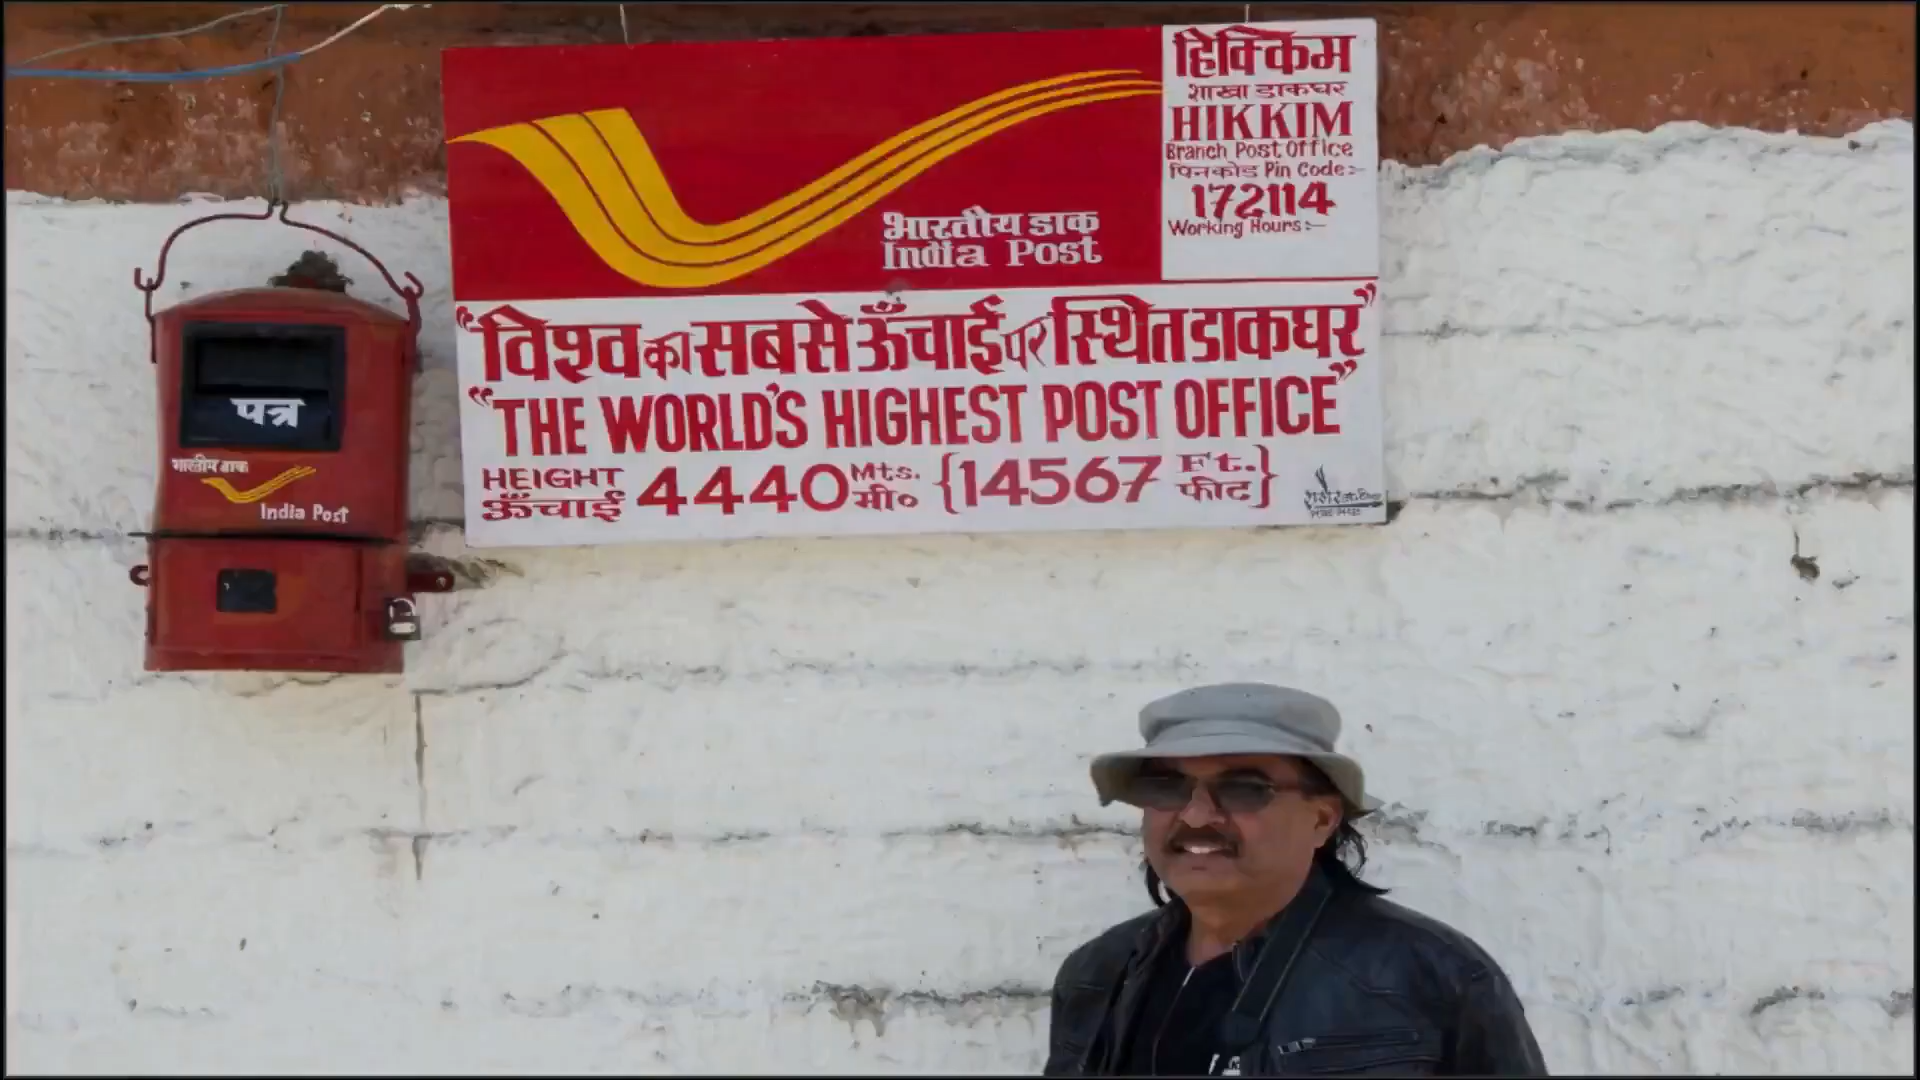 हिक्किम
शाखा डाकघर
HIKKIM
Branch Post Office
पिनकोड Pin Code:-
172114
Working Hours:-
भारतीय डाक
India Post
“विश्व का सबसे ऊँचाई पर स्थित डाकघर”
“THE WORLD'S HIGHEST POST OFFICE”
HEIGHT 4440 Mts. {14567 Ft.}
ऊँचाई मी० फीट
पत्र
भारतीय डाक
India Post